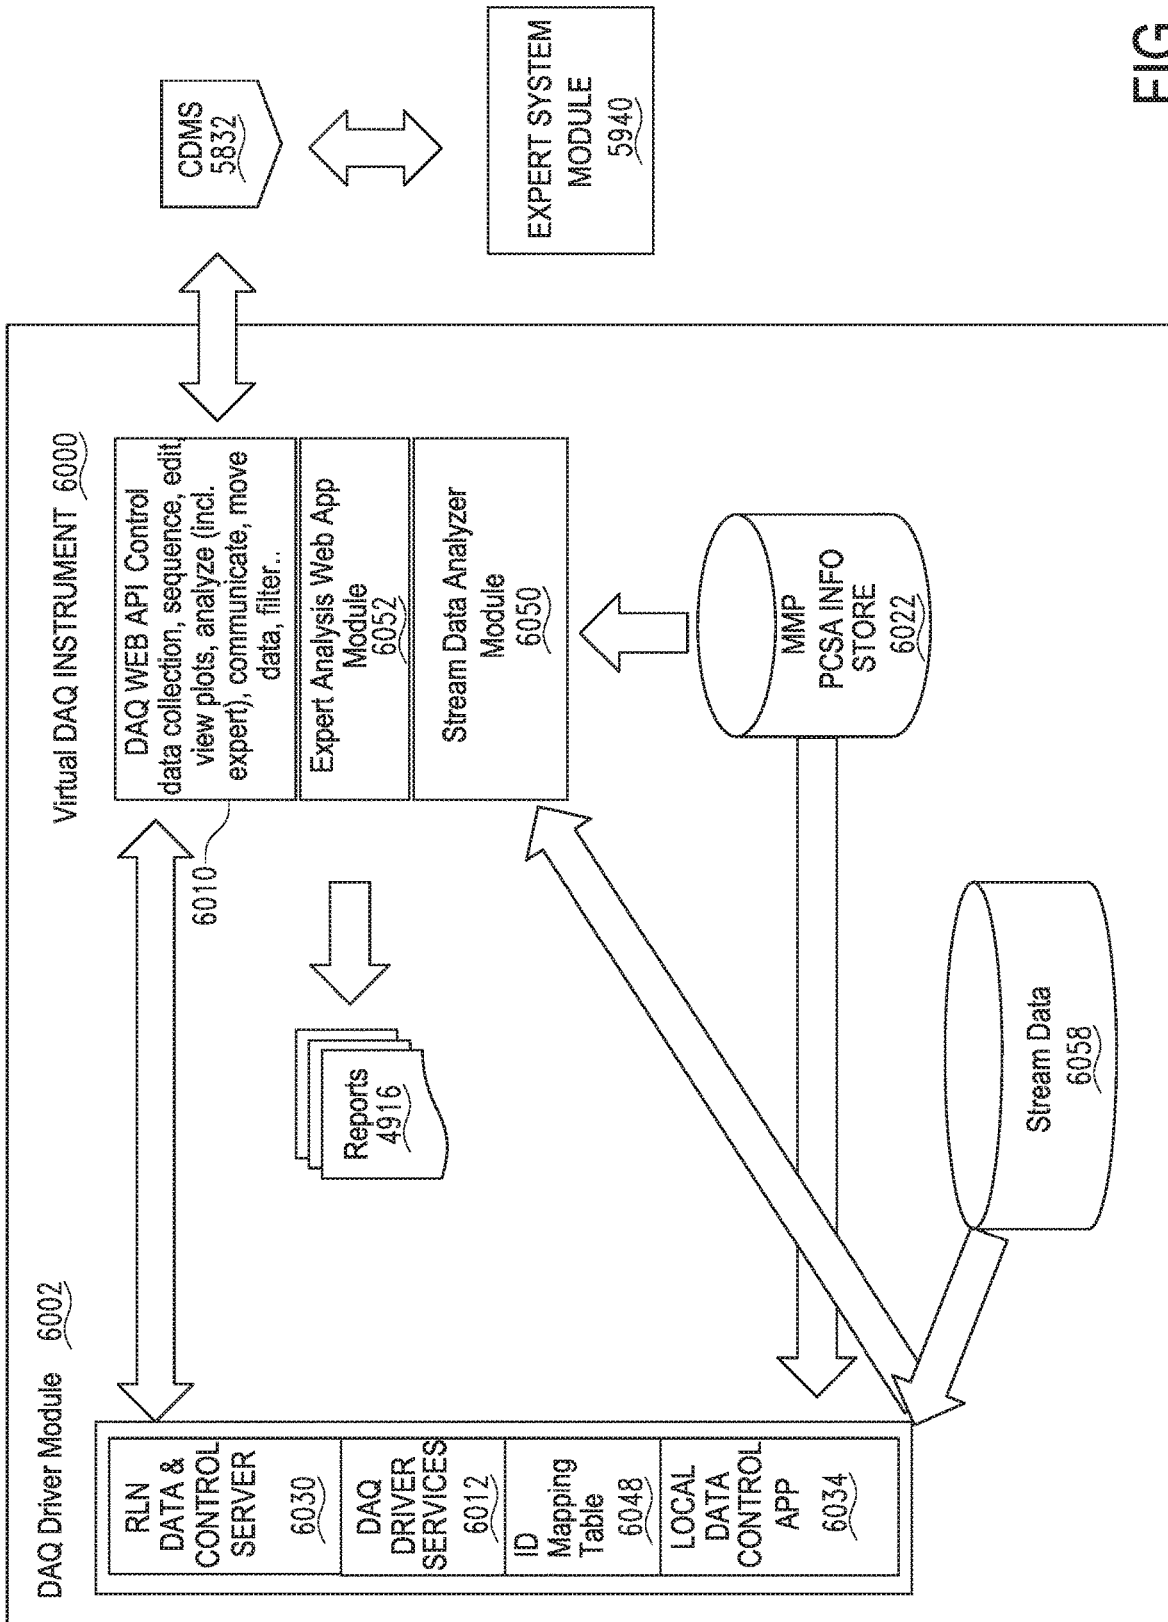 DAQ Driver Module 6002
Virtual DAQ INSTRUMENT 6000
RLN
DATA &
CONTROL
SERVER
6030
DAQ
DRIVER
SERVICES
6012
ID
Mapping
Table
6048
LOCAL
DATA
CONTROL
APP
6034
DAQ WEB API Control
data collection, sequence, edit,
view plots, analyze (incl.
expert), communicate, move
data, filter..
6010
Expert Analysis Web App
Module
6052
Stream Data Analyzer
Module
6050
Reports
4916
MMP
PCSA INFO
STORE
6022
Stream Data
6058
CDMS
5832
EXPERT SYSTEM
MODULE
5940
FIG